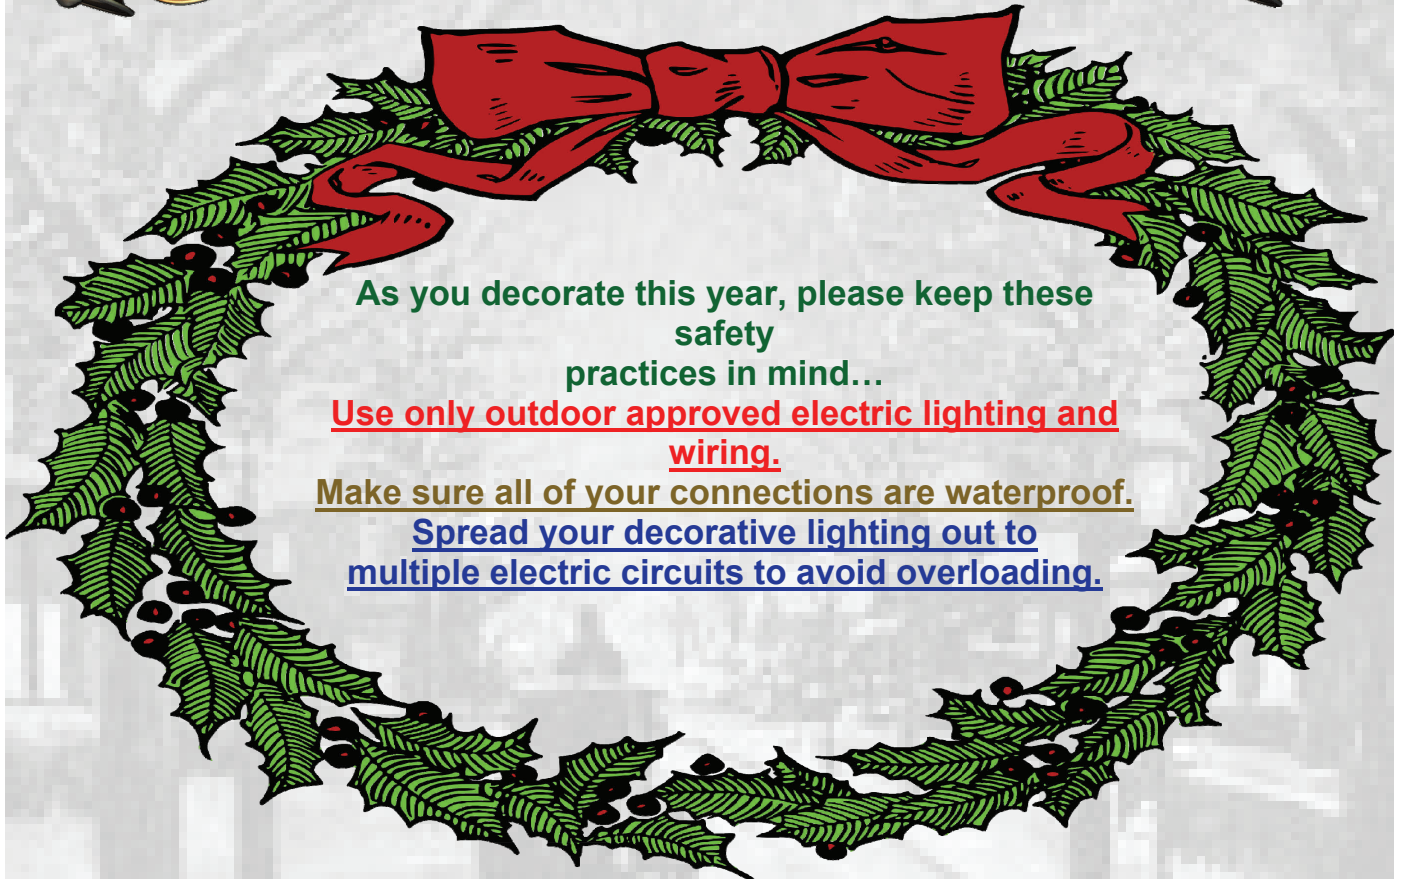 As you decorate this year, please keep these
safety
practices in mind…
Use only outdoor approved electric lighting and
wiring.
Make sure all of your connections are waterproof.
Spread your decorative lighting out to
multiple electric circuits to avoid overloading.